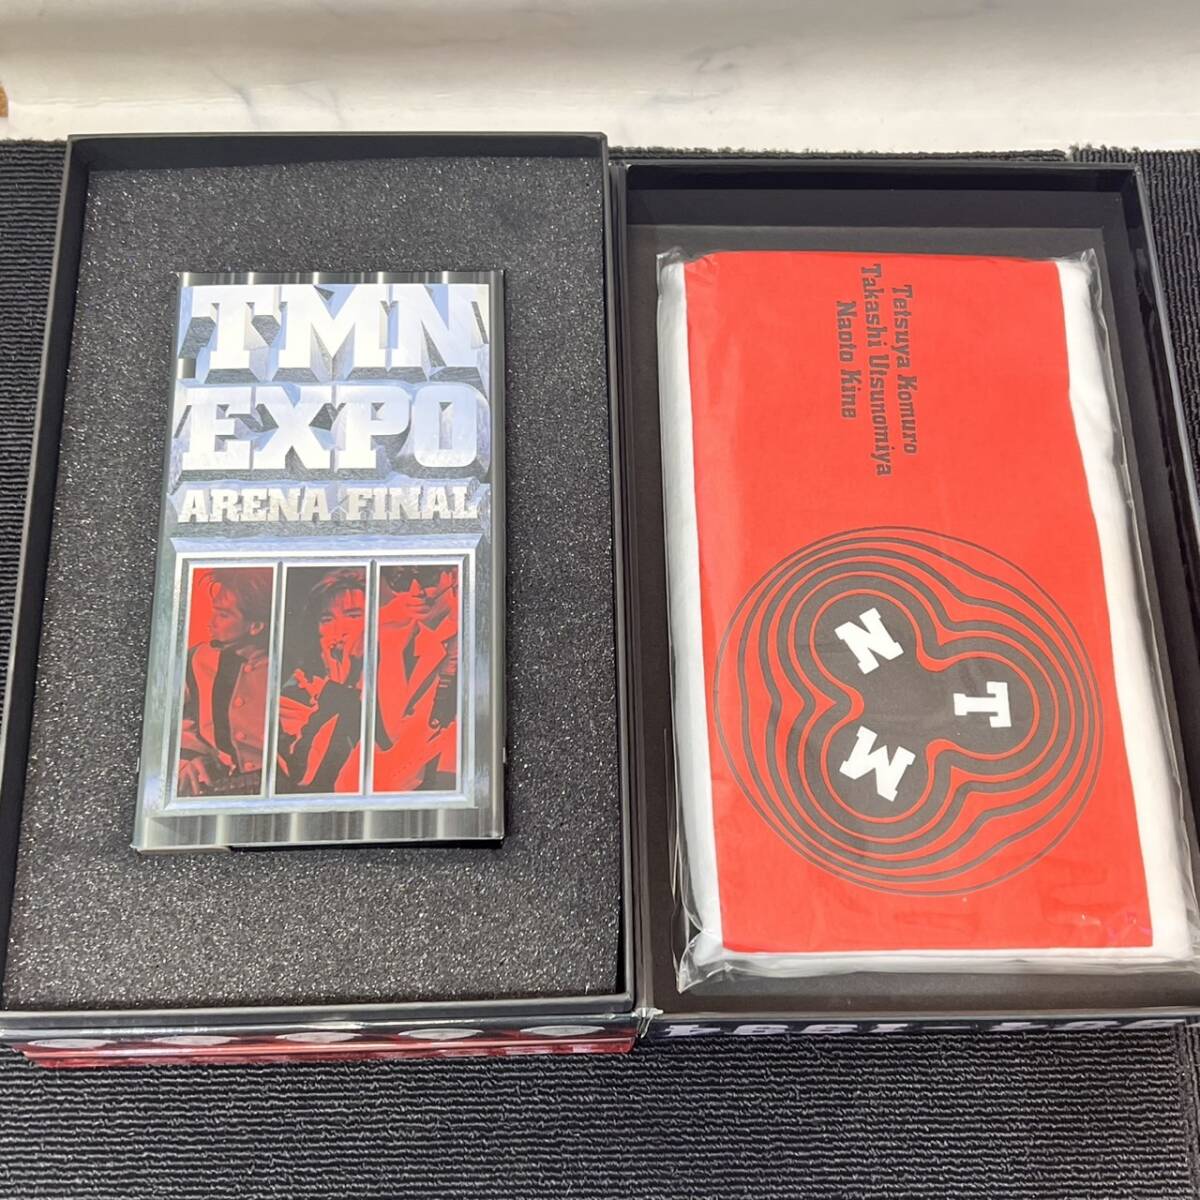 TMN
EXPO
ARENA FINAL
Tetsuya Komuro
Takashi Utsunomiya
Naoto Kine
N
T
M